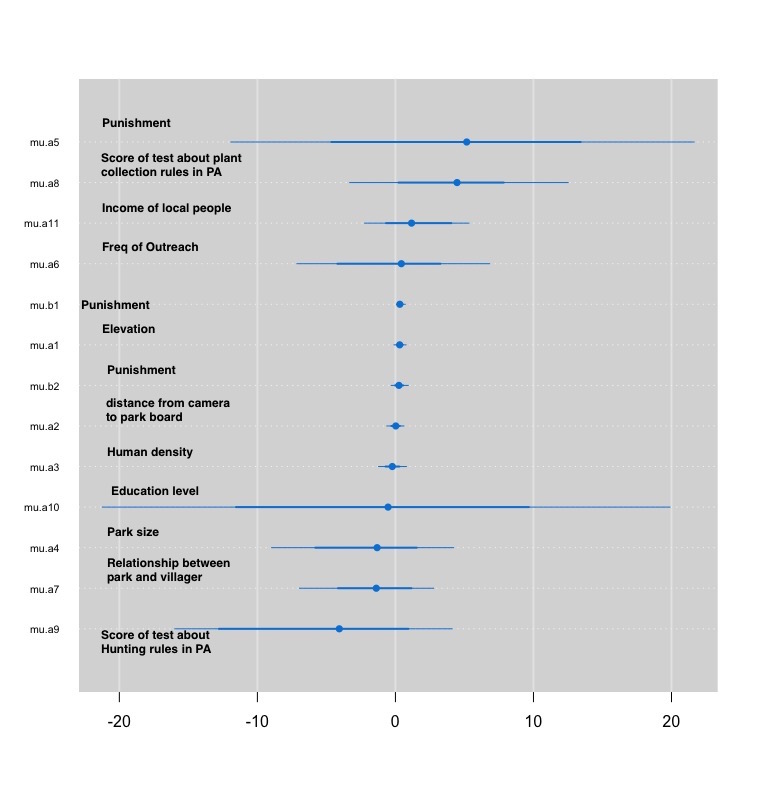 Punishment
mu.a5
Score of test about plant
collection rules in PA
mu.a8
Income of local people
mu.a11
Freq of Outreach
mu.a6
mu.b1
Punishment
Elevation
mu.a1
Punishment
mu.b2
distance from camera
to park board
mu.a2
Human density
mu.a3
Education level
mu.a10
Park size
mu.a4
Relationship between
park and villager
mu.a7
mu.a9
Score of test about
Hunting rules in PA
-20 -10 0 10 20